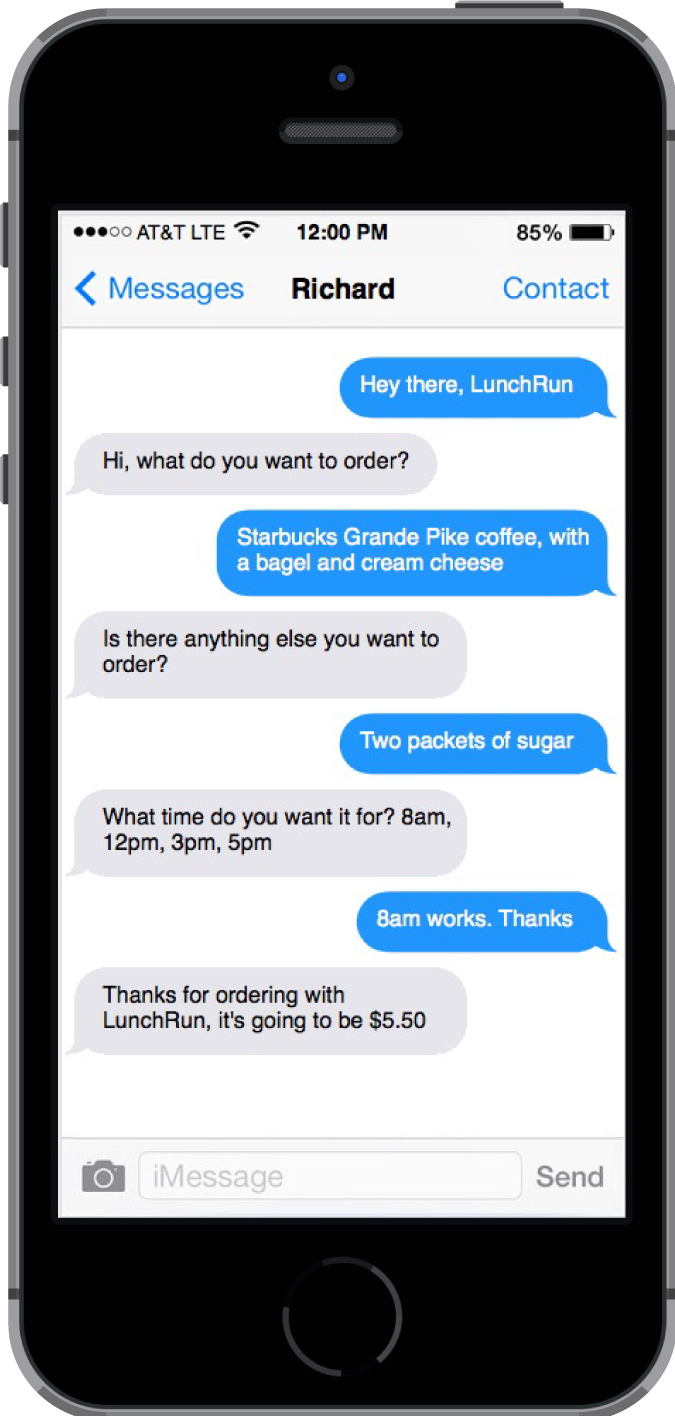 AT&T LTE 12:00 PM 85%
Messages Richard Contact
Hey there, LunchRun
Hi, what do you want to order?
Starbucks Grande Pike coffee, with
a bagel and cream cheese
Is there anything else you want to
order?
Two packets of sugar
What time do you want it for? 8am,
12pm, 3pm, 5pm
8am works. Thanks
Thanks for ordering with
LunchRun, it's going to be $5.50
iMessage Send